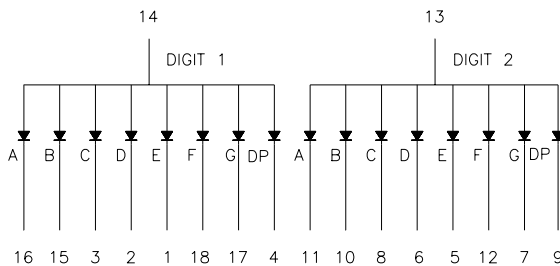 14 13
DIGIT 1 DIGIT 2
A B C D E F G DP A B C D E F G DP
16 15 3 2 1 18 17 4 11 10 8 6 5 12 7 9